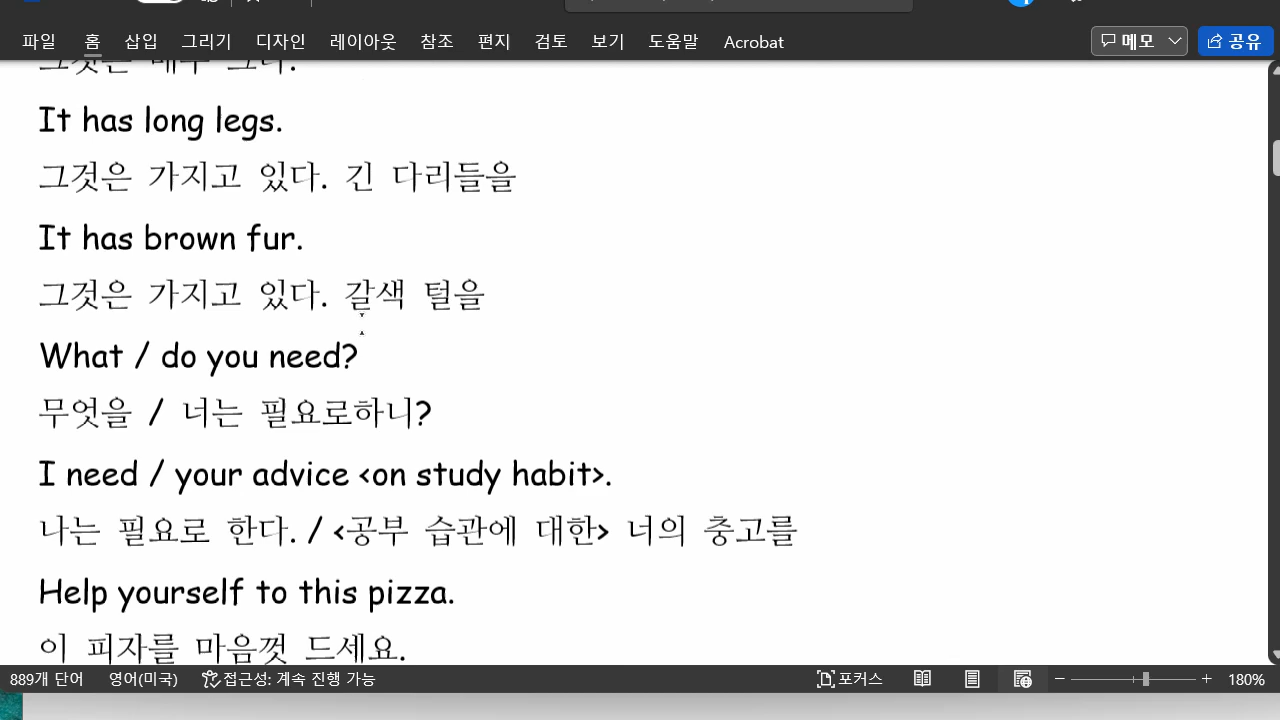 파일 홈 삽입 그리기 디자인 레이아웃 참조 편지 검토 보기 도움말 Acrobat 메모 공유
그것은 매우 크다.
It has long legs.
그것은 가지고 있다. 긴 다리들을
It has brown fur.
그것은 가지고 있다. 갈색 털을
What / do you need?
무엇을 / 너는 필요로하니?
I need / your advice <on study habit>.
나는 필요로 한다. / <공부 습관에 대한> 너의 충고를
Help yourself to this pizza.
이 피자를 마음껏 드세요.
889개 단어 영어(미국) 접근성: 계속 진행 가능 포커스 180%